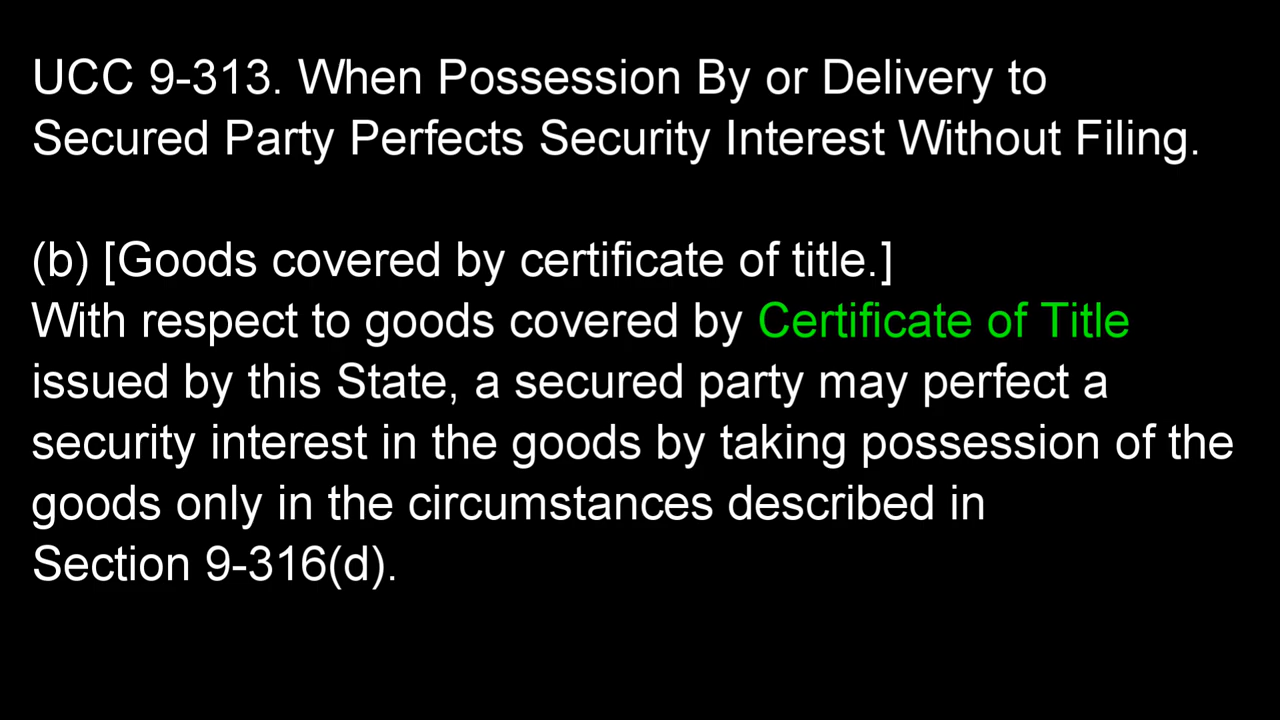 UCC 9-313. When Possession By or Delivery to
Secured Party Perfects Security Interest Without Filing.
(b) [Goods covered by certificate of title.]
With respect to goods covered by Certificate of Title
issued by this State, a secured party may perfect a
security interest in the goods by taking possession of the
goods only in the circumstances described in
Section 9-316(d).